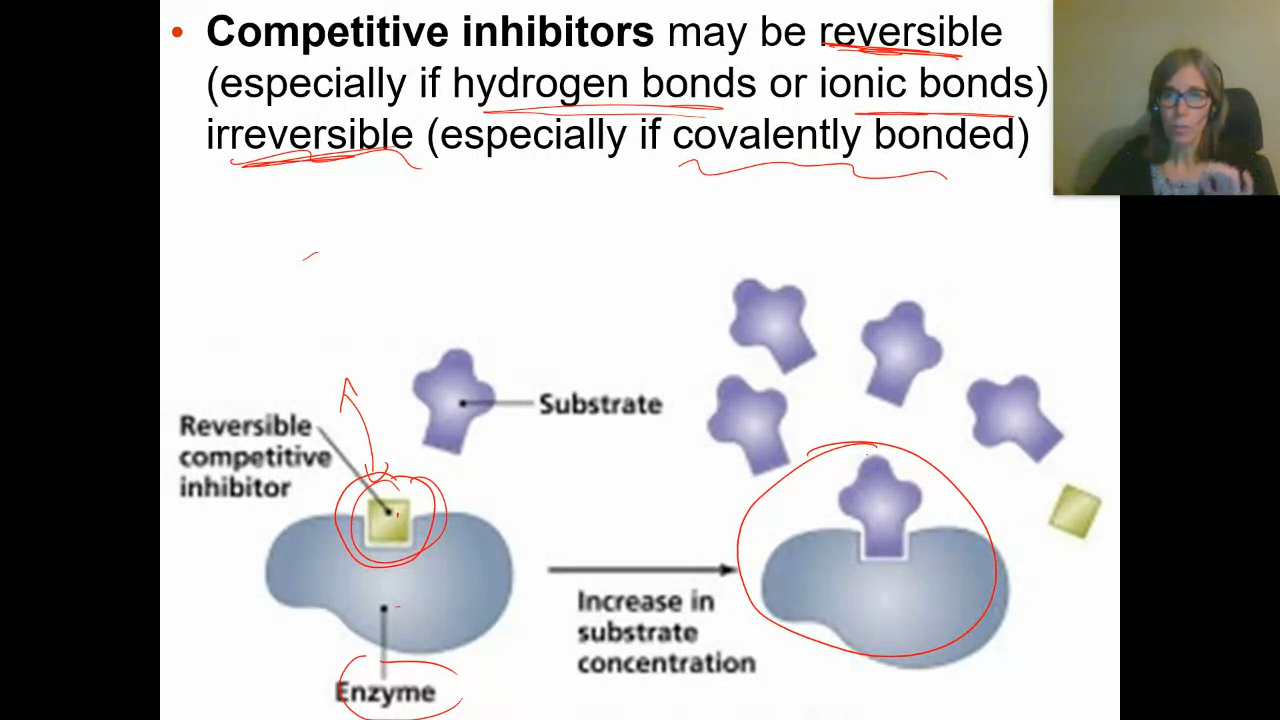 • Competitive inhibitors may be reversible
(especially if hydrogen bonds or ionic bonds)
irreversible (especially if covalently bonded)
Substrate
Reversible
competitive
inhibitor
Increase in
substrate
concentration
Enzyme